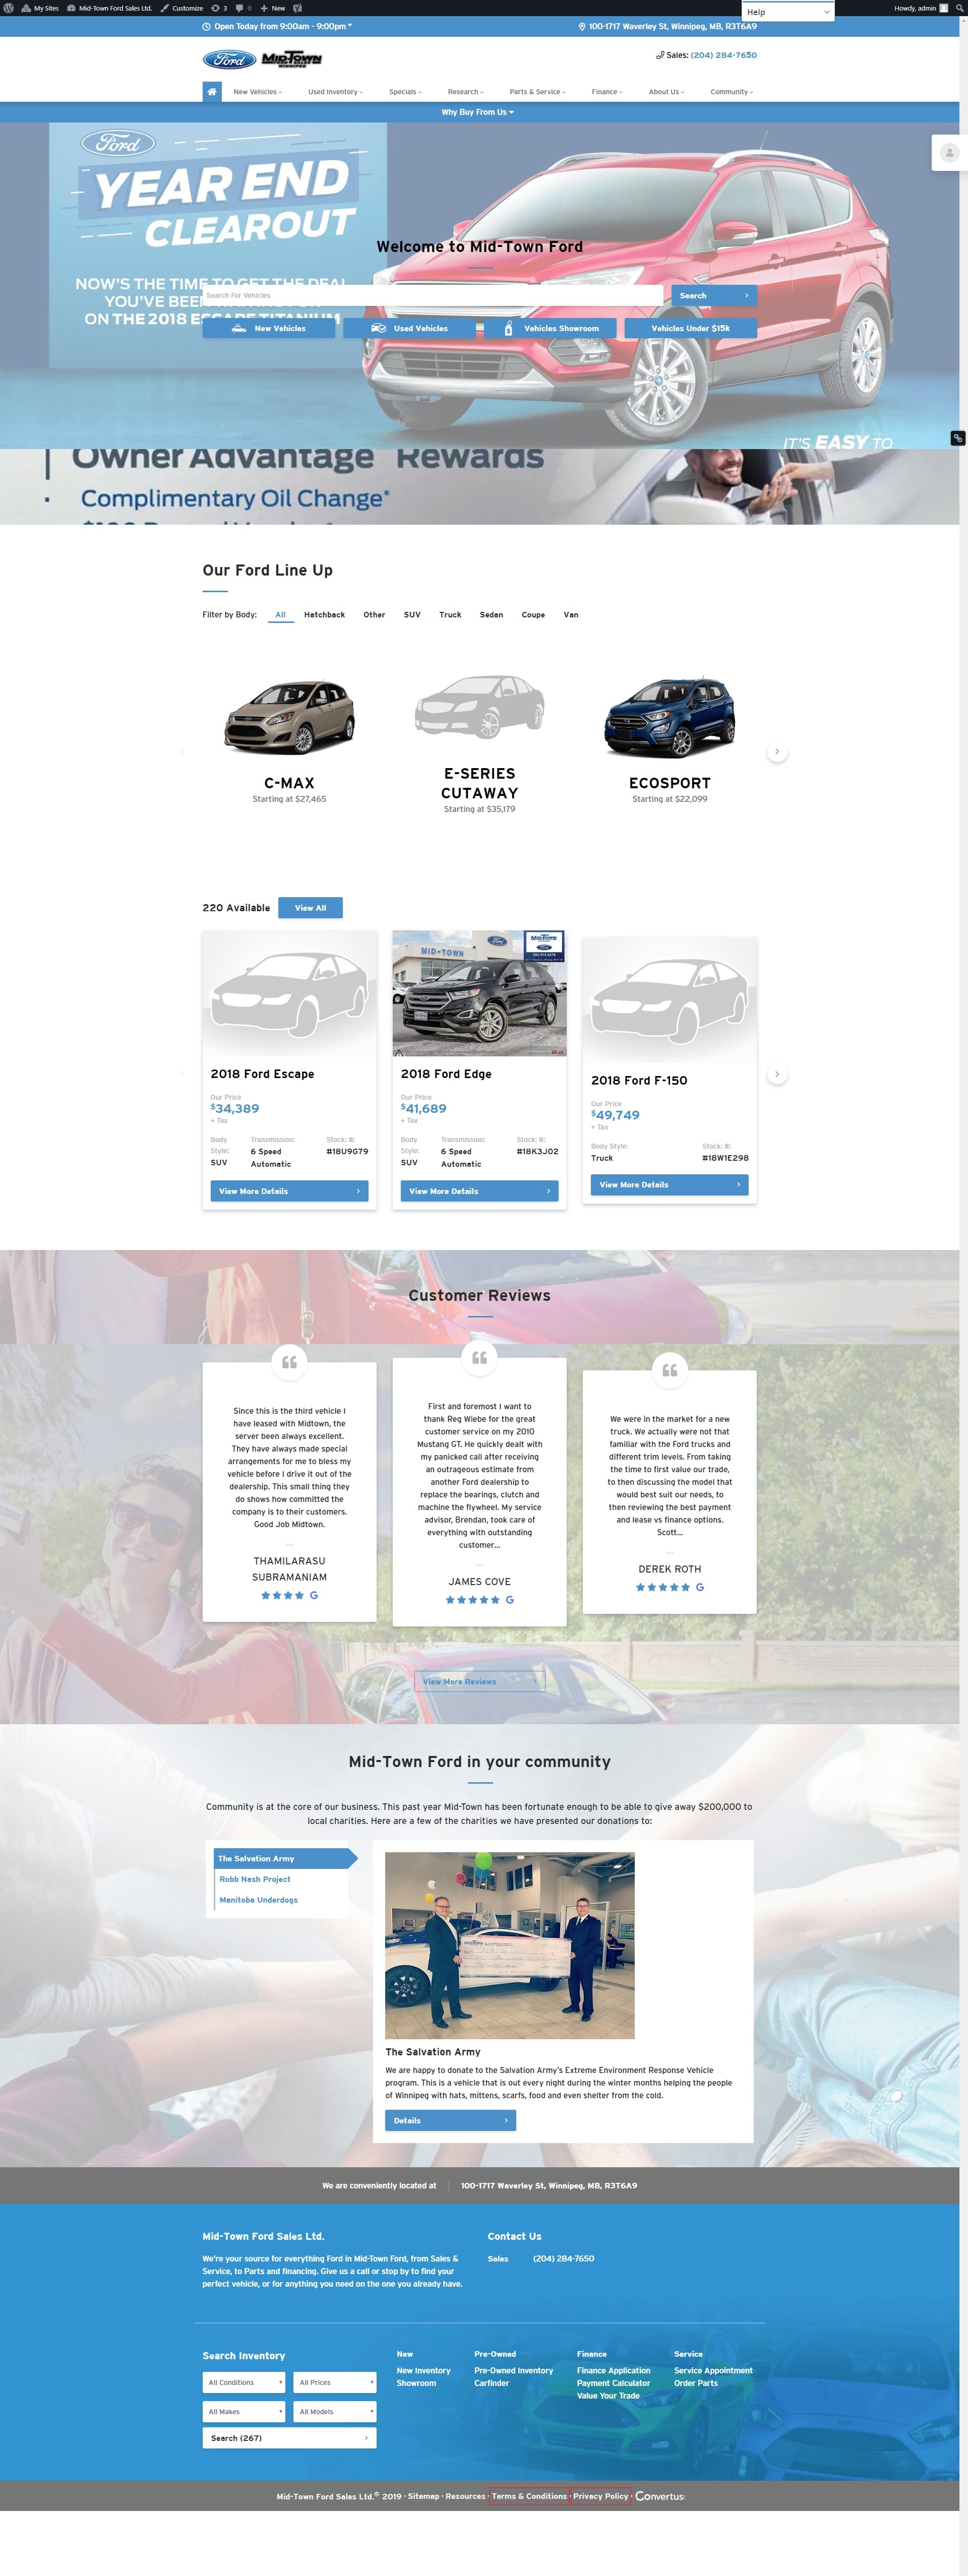 My Sites Mid-Town Ford Sales Ltd. Customize 3 0 New
Help
Howdy, admin
Open Today from 9:00am - 9:00pm
100-1717 Waverley St, Winnipeg, MB, R3T6A9
Ford MID-TOWN WINNIPEG
Sales: (204) 284-7650
New Vehicles Used Inventory Specials Research Parts & Service Finance About Us Community
Why Buy From Us
Ford
YEAR END
CLEAROUT
Welcome to Mid-Town Ford
NOW'S THE TIME TO GET THE DEAL
YOU'VE BEEN
ON THE 2018 ESCAPE TITANIUM
Search For Vehicles
Search
New Vehicles Used Vehicles Vehicles Showroom Vehicles Under $15k
IT'S EASY TO
Owner Advantage Rewards
• Complimentary Oil Change*
Our Ford Line Up
Filter by Body: All Hatchback Other SUV Truck Sedan Coupe Van
C-MAX
Starting at $27,465
E-SERIES
CUTAWAY
Starting at $35,179
ECOSPORT
Starting at $22,099
220 Available View All
2018 Ford Escape
Our Price
$34,389
+ Tax
Body Style: SUV
Transmission: 6 Speed Automatic
Stock: #: #18U9G79
View More Details
MID-TOWN
Ford
MID-TOWN
2018 Ford Edge
Our Price
$41,689
+ Tax
Body Style: SUV
Transmission: 6 Speed Automatic
Stock: #: #18K3J02
View More Details
2018 Ford F-150
Our Price
$49,749
+ Tax
Body Style: Truck
Stock: #: #18W1E298
View More Details
Customer Reviews
Since this is the third vehicle I
have leased with Midtown, the
server been always excellent.
They have always made special
arrangements for me to bless my
vehicle before I drive it out of the
dealership. This small thing they
do shows how committed the
company is to their customers.
Good Job Midtown.
THAMILARASU
SUBRAMANIAM
G
First and foremost I want to
thank Reg Wiebe for the great
customer service on my 2010
Mustang GT. He quickly dealt with
my panicked call after receiving
an outrageous estimate from
another Ford dealership to
replace the bearings, clutch and
machine the flywheel. My service
advisor, Brendan, took care of
everything with outstanding
customer...
JAMES COVE
G
We were in the market for a new
truck. We actually were not that
familiar with the Ford trucks and
different trim levels. From taking
the time to first value our trade,
to then discussing the model that
would best suit our needs, to
then reviewing the best payment
and lease vs finance options.
Scott...
DEREK ROTH
G
View More Reviews
Mid-Town Ford in your community
Community is at the core of our business. This past year Mid-Town has been fortunate enough to be able to give away $200,000 to
local charities. Here are a few of the charities we have presented our donations to:
The Salvation Army
Robb Nash Project
Manitoba Underdogs
The Salvation Army
We are happy to donate to the Salvation Army's Extreme Environment Response Vehicle
program. This is a vehicle that is out every night during the winter months helping the people
of Winnipeg with hats, mittens, scarfs, food and even shelter from the cold.
Details
We are conveniently located at 100-1717 Waverley St, Winnipeg, MB, R3T6A9
Mid-Town Ford Sales Ltd.
We're your source for everything Ford in Mid-Town Ford, from Sales &
Service, to Parts and financing. Give us a call or stop by to find your
perfect vehicle, or for anything you need on the one you already have.
Contact Us
Sales (204) 284-7650
Search Inventory
All Conditions All Prices
All Makes All Models
Search (267)
New
New Inventory
Showroom
Pre-Owned
Pre-Owned Inventory
Carfinder
Finance
Finance Application
Payment Calculator
Value Your Trade
Service
Service Appointment
Order Parts
Mid-Town Ford Sales Ltd.© 2019 · Sitemap · Resources · Terms & Conditions · Privacy Policy · Convertus